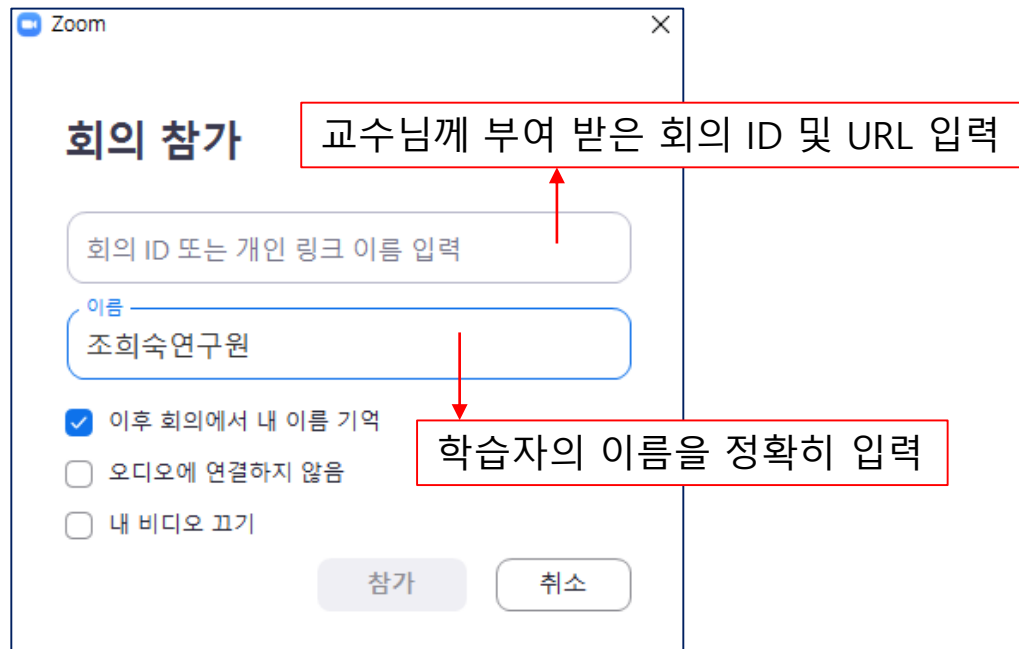 Zoom
회의 참가
교수님께 부여 받은 회의 ID 및 URL 입력
회의 ID 또는 개인 링크 이름 입력
이름
조희숙연구원
이후 회의에서 내 이름 기억
학습자의 이름을 정확히 입력
오디오에 연결하지 않음
내 비디오 끄기
참가
취소